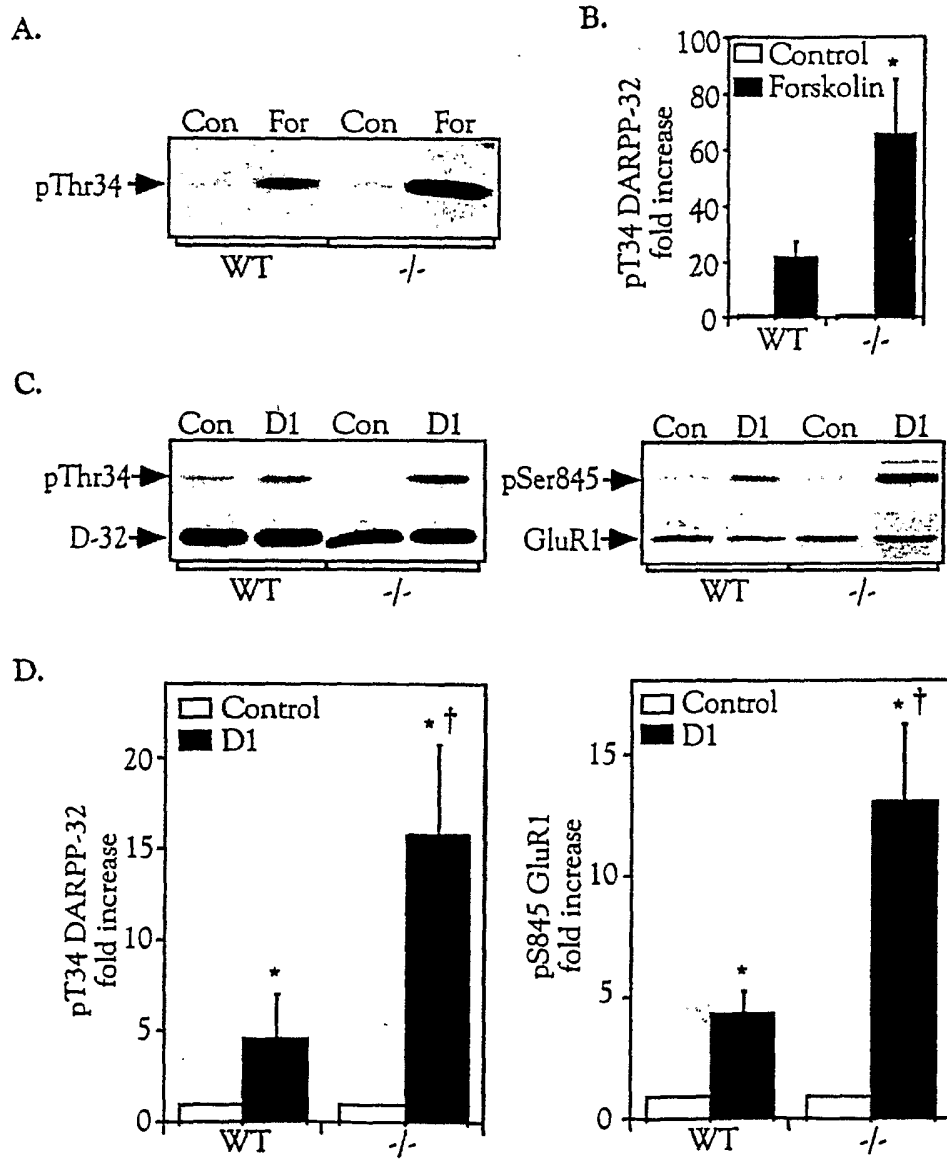 A.
Con For Con For
pThr34
WT -/-
B.
100
80
60
40
20
0
pT34 DARPP-32
fold increase
Control
Forskolin
*
WT -/-
C.
Con D1 Con D1
pThr34
D-32
WT -/-
Con D1 Con D1
pSer845
GluR1
WT -/-
D.
Control
D1
20
15
10
5
0
pT34 DARPP-32
fold increase
*
* †
WT -/-
Control
D1
15
10
5
0
pS845 GluR1
fold increase
*
* †
WT -/-